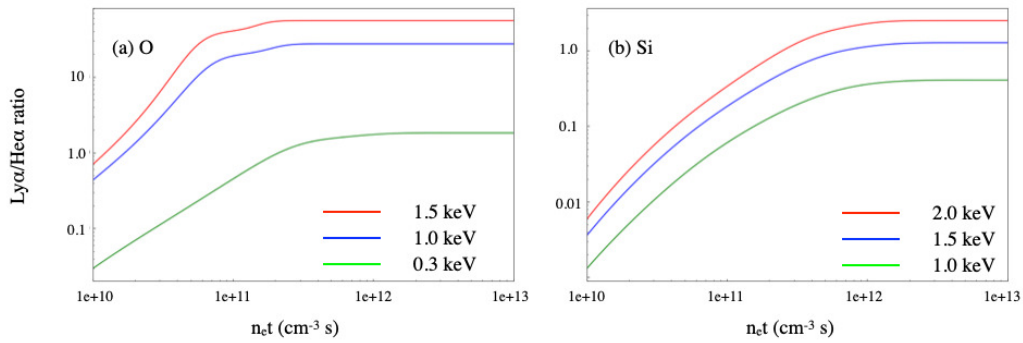 (a) O
10
1.0
0.1
Lyα/Heα ratio
1.5 keV
1.0 keV
0.3 keV
1e+10 1e+11 1e+12 1e+13
nₑt (cm⁻³ s)
(b) Si
1.0
0.1
0.01
2.0 keV
1.5 keV
1.0 keV
1e+10 1e+11 1e+12 1e+13
nₑt (cm⁻³ s)